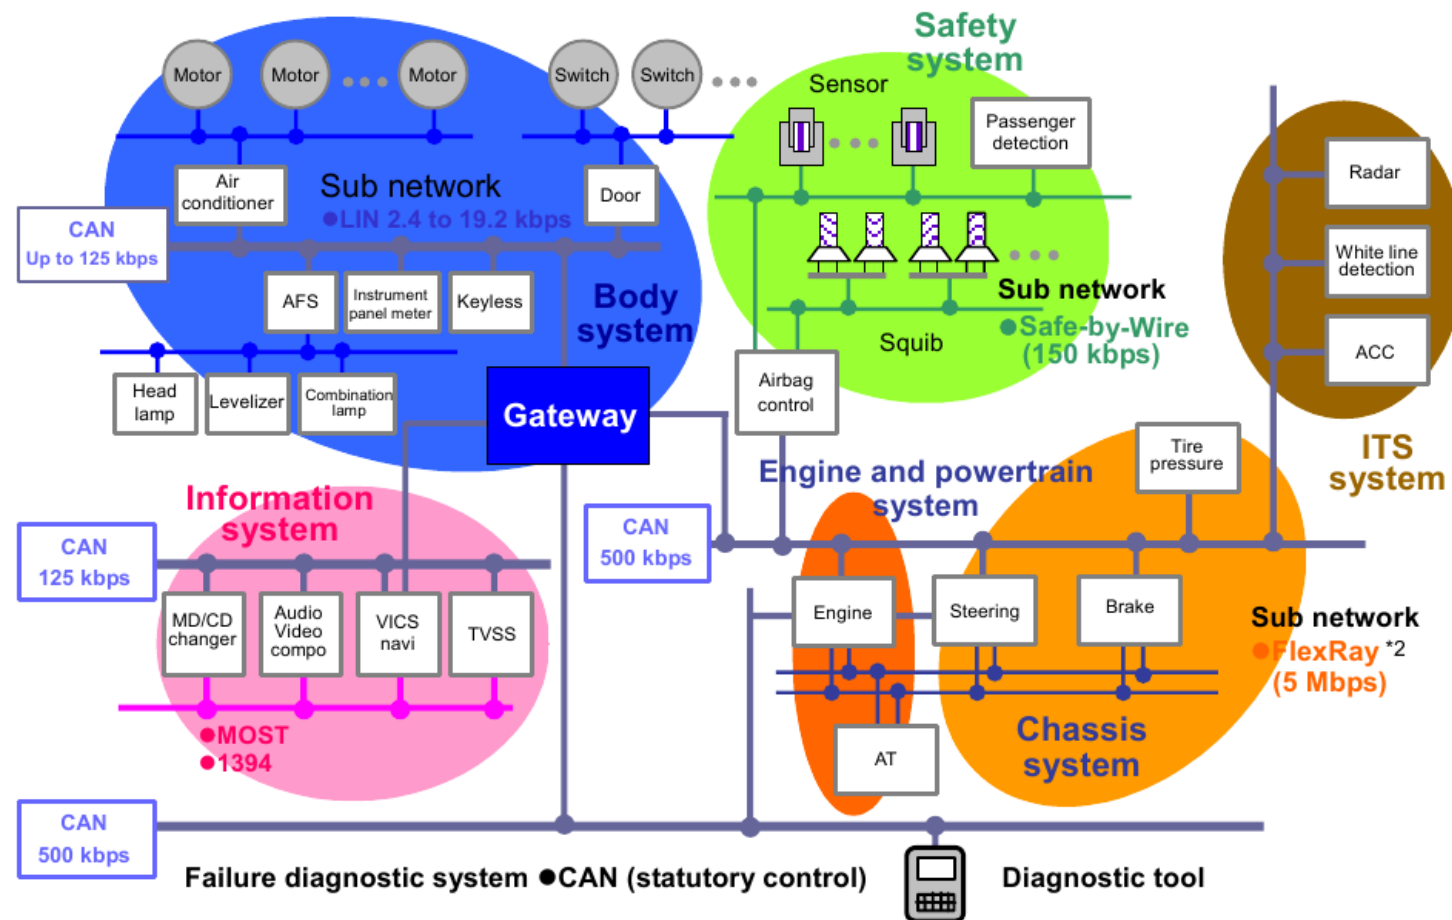 Safety
system
Motor
Motor
Motor
Switch
Switch
Sensor
Passenger
detection
Air
conditioner
Sub network
●LIN 2.4 to 19.2 kbps
Door
CAN
Up to 125 kbps
AFS
Instrument
panel meter
Keyless
Body
system
Head
lamp
Levelizer
Combination
lamp
Gateway
Squib
Sub network
●Safe-by-Wire
(150 kbps)
Airbag
control
Radar
White line
detection
ACC
ITS
system
Tire
pressure
Engine and powertrain
system
Information
system
CAN
125 kbps
CAN
500 kbps
MD/CD
changer
Audio
Video
compo
VICS
navi
TVSS
●MOST
●1394
Engine
Steering
Brake
AT
Sub network
●FlexRay *2
(5 Mbps)
Chassis
system
CAN
500 kbps
Failure diagnostic system ●CAN (statutory control)
Diagnostic tool